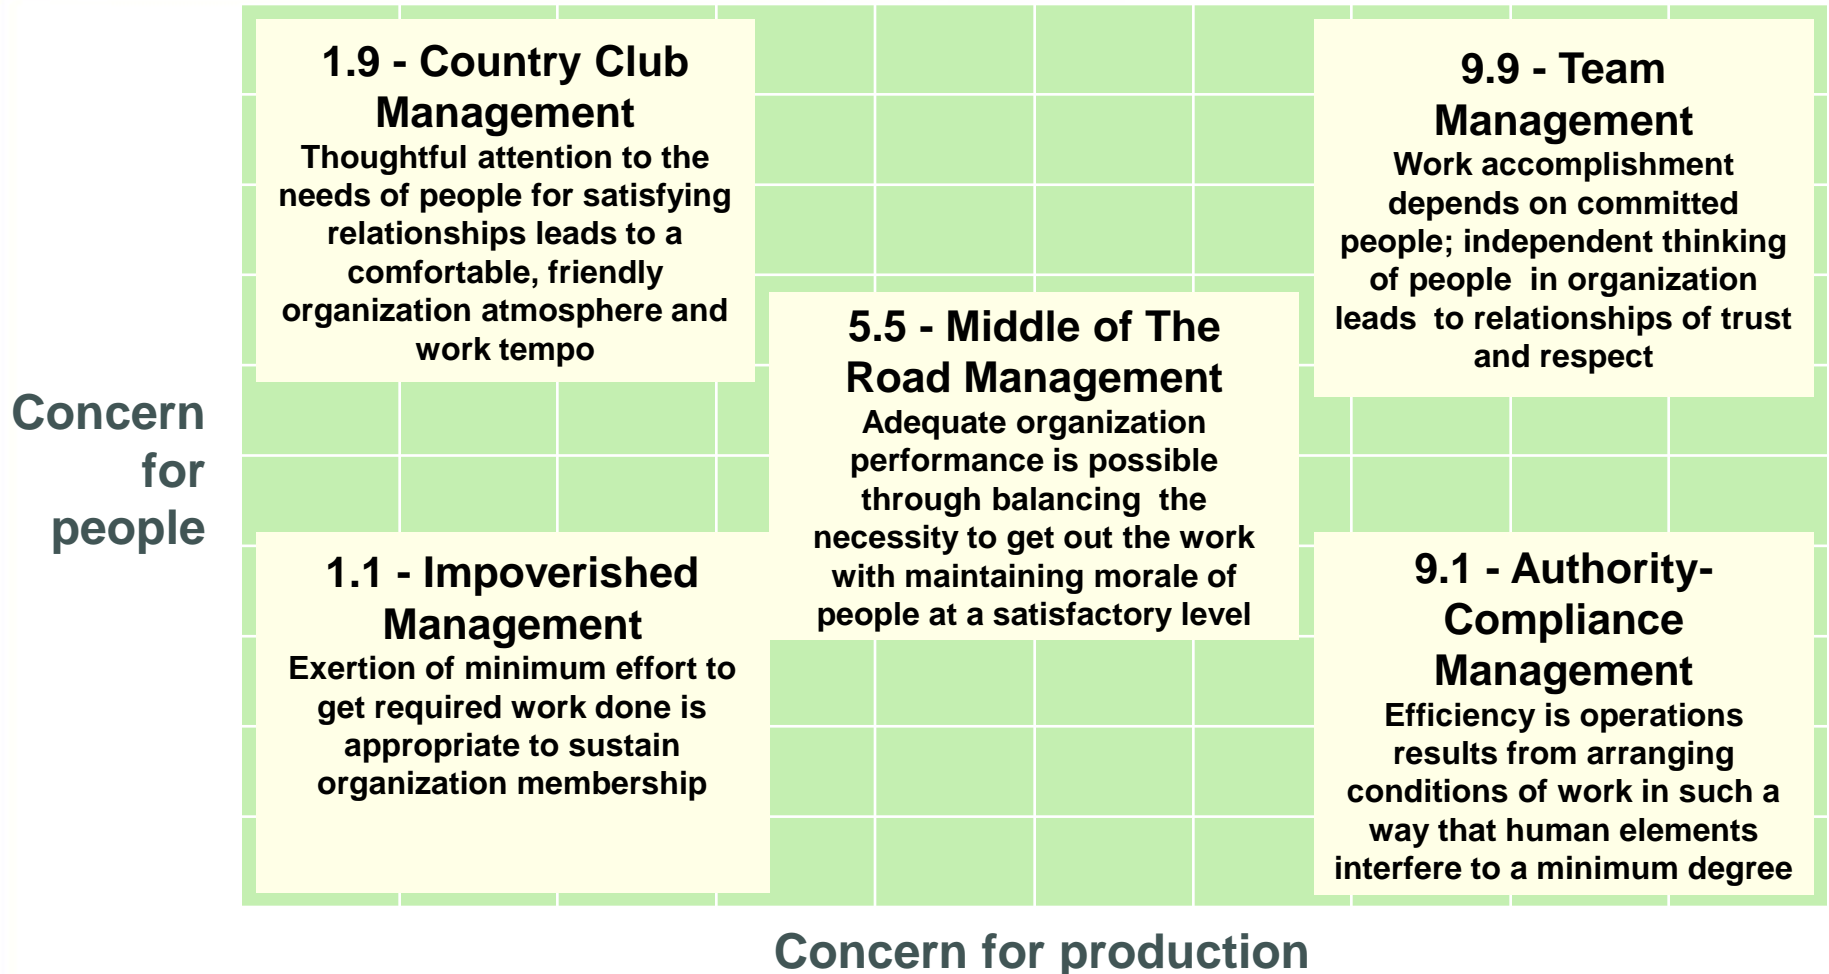 1.9 - Country Club
Management
Thoughtful attention to the
needs of people for satisfying
relationships leads to a
comfortable, friendly
organization atmosphere and
work tempo
9.9 - Team
Management
Work accomplishment
depends on committed
people; independent thinking
of people in organization
leads to relationships of trust
and respect
5.5 - Middle of The
Road Management
Adequate organization
performance is possible
through balancing the
necessity to get out the work
with maintaining morale of
people at a satisfactory level
Concern
for
people
1.1 - Impoverished
Management
Exertion of minimum effort to
get required work done is
appropriate to sustain
organization membership
9.1 - Authority-
Compliance
Management
Efficiency is operations
results from arranging
conditions of work in such a
way that human elements
interfere to a minimum degree
Concern for production